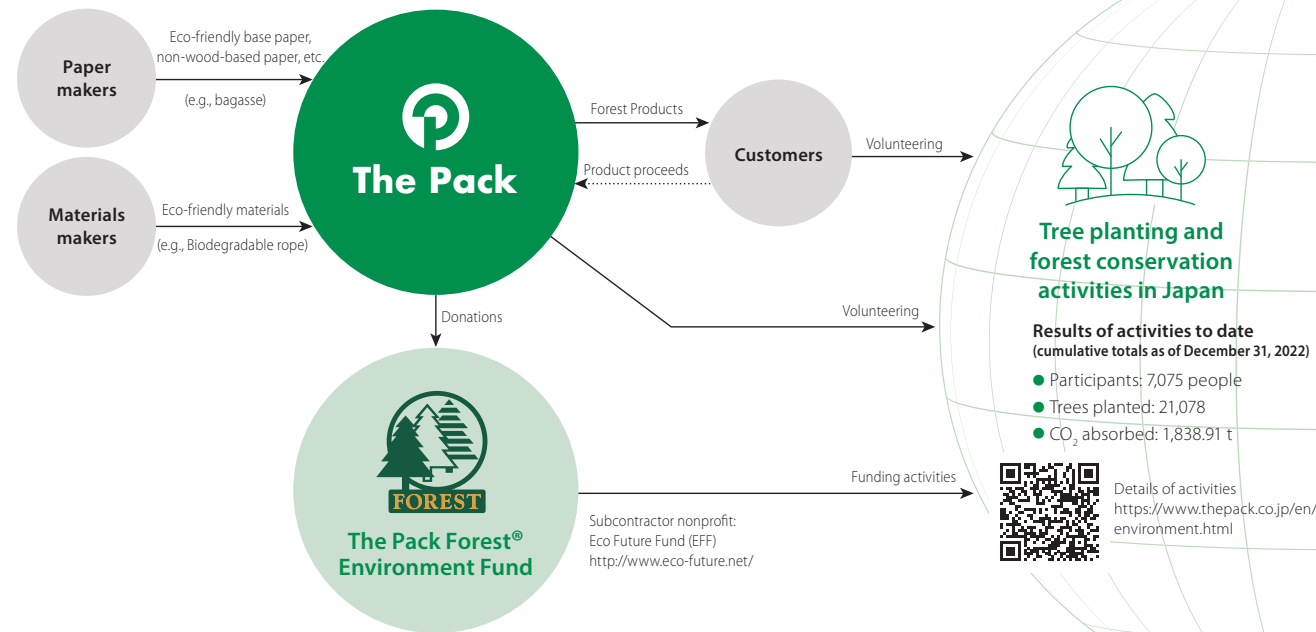 Paper
makers
Eco-friendly base paper,
non-wood-based paper, etc.
(e.g., bagasse)
Materials
makers
Eco-friendly materials
(e.g., Biodegradable rope)
The Pack
Forest Products
Product proceeds
Customers
Volunteering
Volunteering
Donations
FOREST
The Pack Forest®
Environment Fund
Funding activities
Subcontractor nonprofit:
Eco Future Fund (EFF)
http://www.eco-future.net/
Tree planting and
forest conservation
activities in Japan
Results of activities to date
(cumulative totals as of December 31, 2022)
● Participants: 7,075 people
● Trees planted: 21,078
● CO₂ absorbed: 1,838.91 t
Details of activities
https://www.thepack.co.jp/en/
environment.html